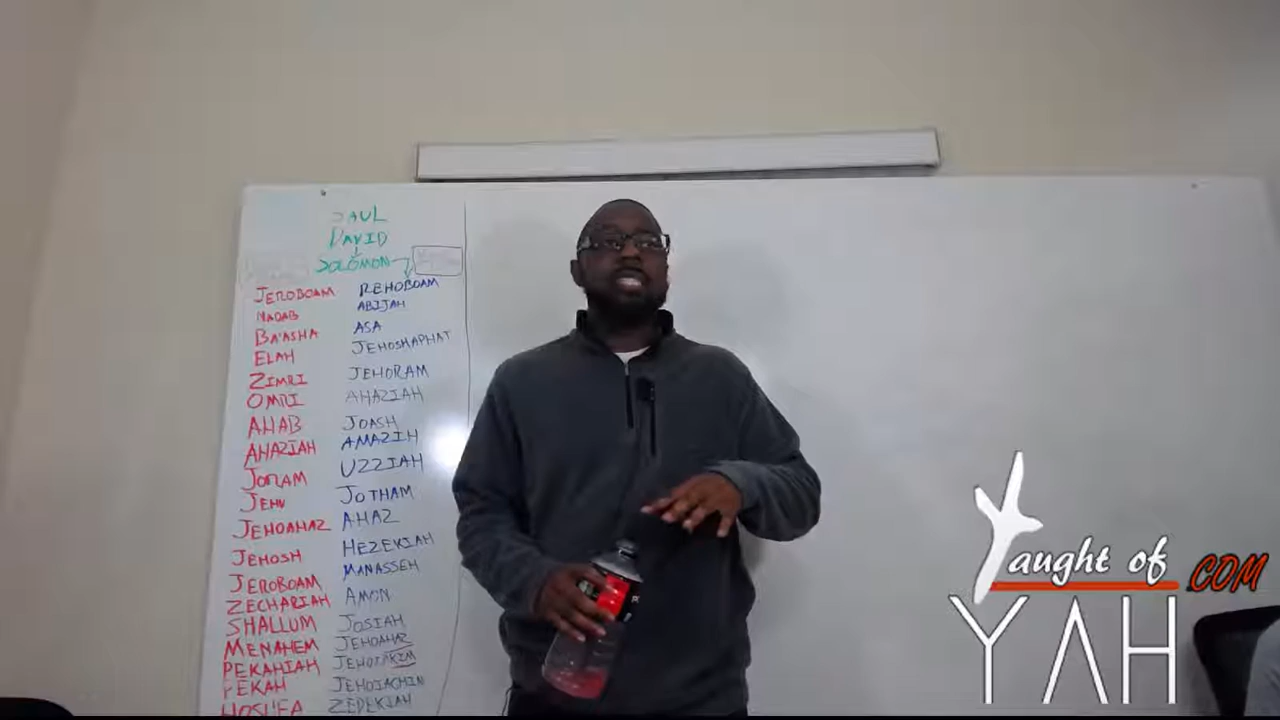 SAUL
DAVID
SOLOMON
JEROBOAM
NADAB
BA'ASHA
ELAH
ZIMRI
OMRI
AHAB
AHAZIAH
JORAM
JEHU
JEHOAHAZ
JEHOSH
JEROBOAM
ZECHARIAH
SHALLUM
MENAHEM
PEKAHIAH
PEKAH
HOSHEA
REHOBOAM
ABIJAH
ASA
JEHOSHAPHAT
JEHORAM
AHAZIAH
JOASH
AMAZIH
UZZIAH
JOTHAM
AHAZ
HEZEKIAH
MANASSEH
AMON
JOSIAH
JEHOAHAZ
JEHOIAKIM
JEHOIACHIN
ZEDEKIAH
Taught of
YAH
.COM